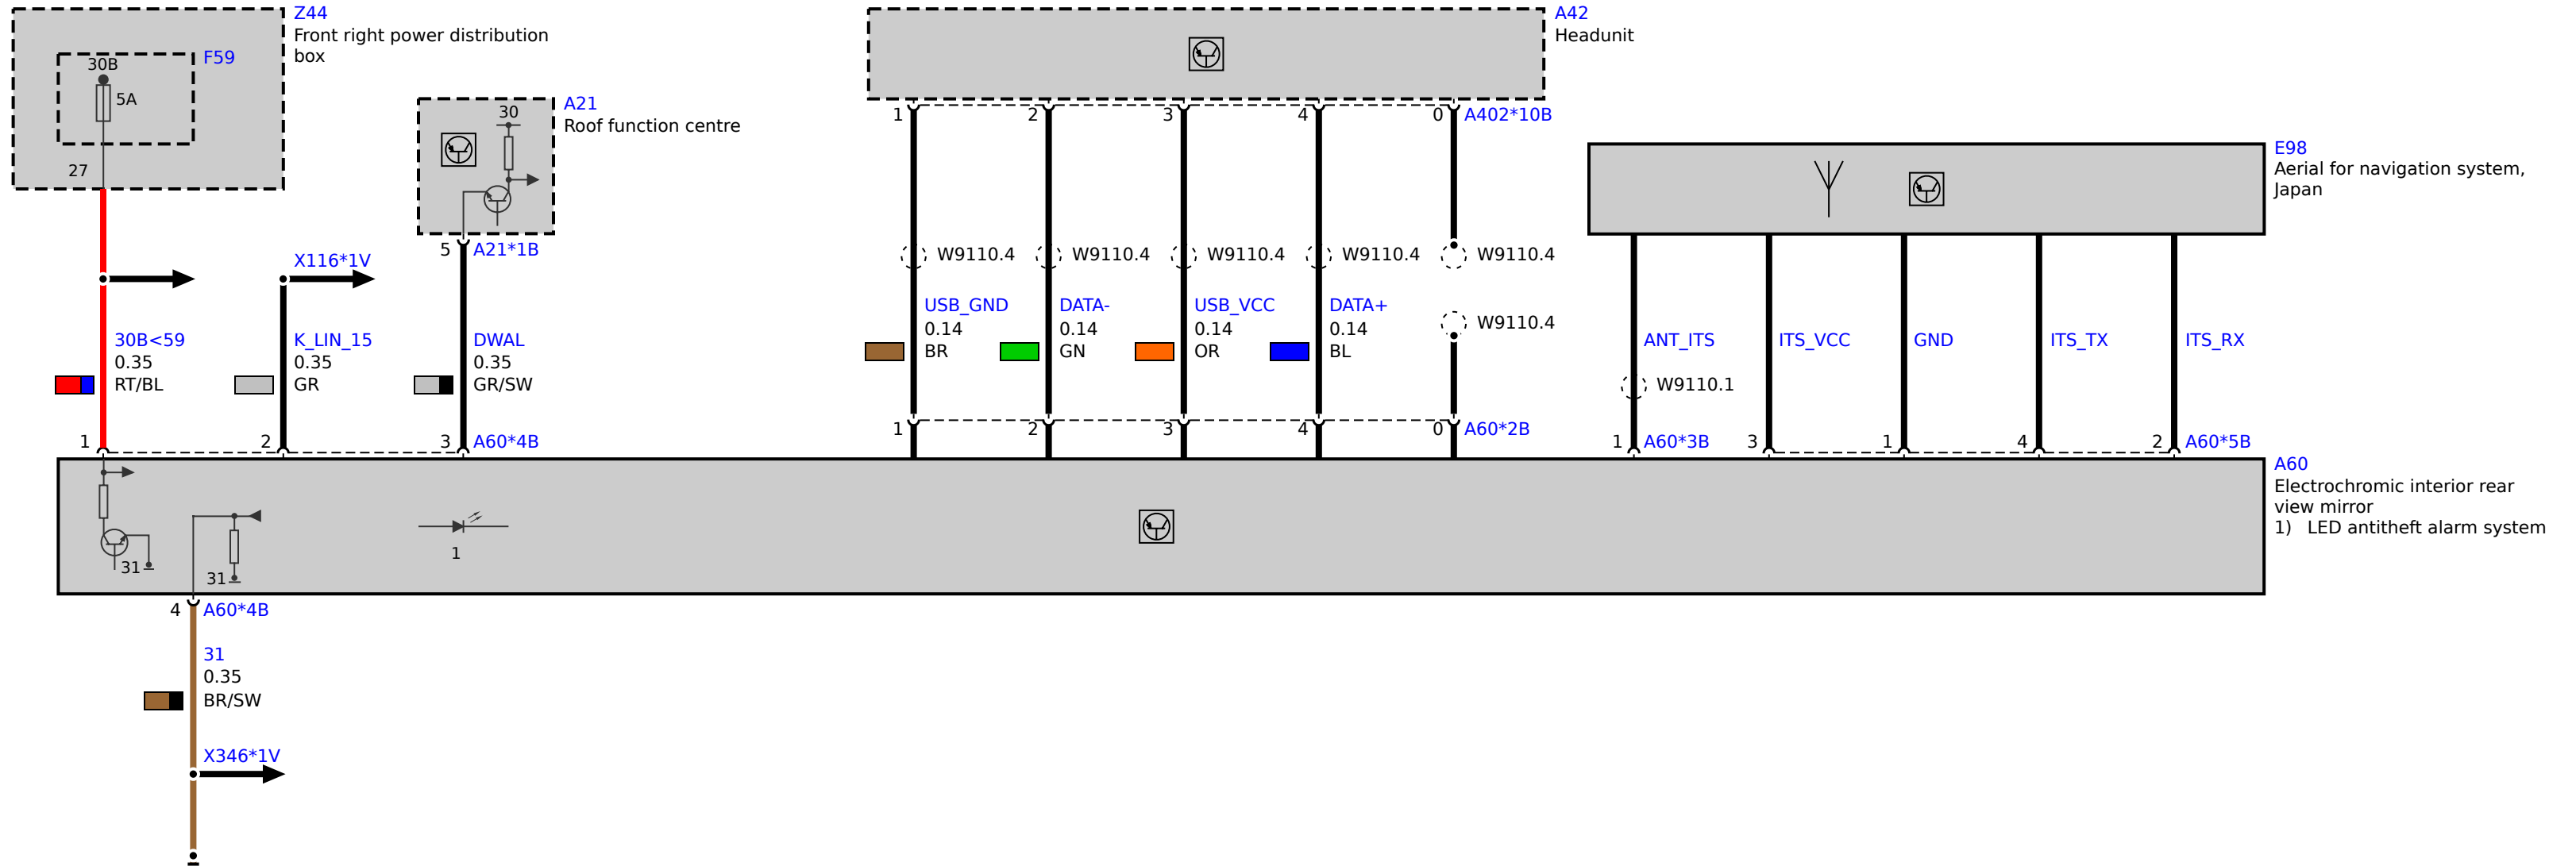 Z44
Front right power distribution
box
F59
30B
5A
27
A21
Roof function centre
30
5
A21*1B
A42
Headunit
1
2
3
4
0
A402*10B
E98
Aerial for navigation system,
Japan
X116*1V
W9110.4
W9110.4
W9110.4
W9110.4
W9110.4
W9110.4
30B<59
0.35
RT/BL
K_LIN_15
0.35
GR
DWAL
0.35
GR/SW
USB_GND
0.14
BR
DATA-
0.14
GN
USB_VCC
0.14
OR
DATA+
0.14
BL
ANT_ITS
W9110.1
ITS_VCC
GND
ITS_TX
ITS_RX
1
2
3
A60*4B
1
2
3
4
0
A60*2B
1
A60*3B
3
1
4
2
A60*5B
A60
Electrochromic interior rear
view mirror
1) LED antitheft alarm system
31
31
1
4
A60*4B
31
0.35
BR/SW
X346*1V